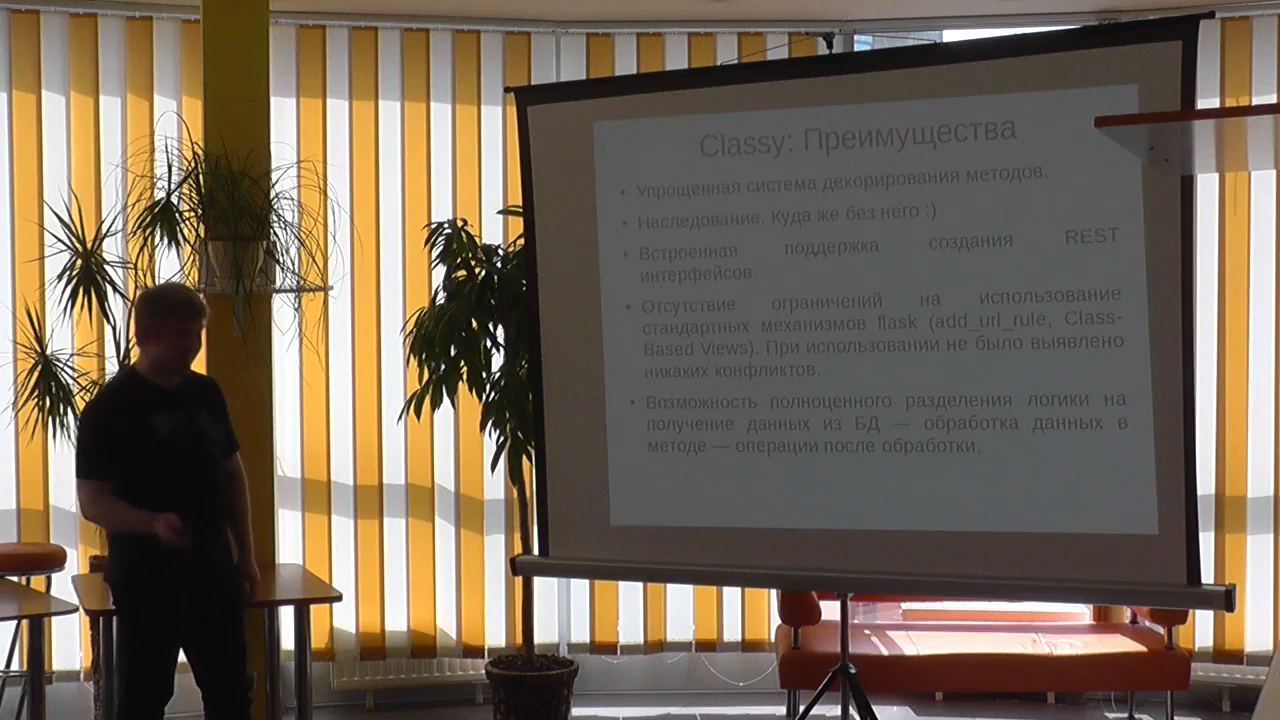 Classy: Преимущества
• Упрощенная система декорирования методов.
• Наследование. Куда же без него :)
• Встроенная поддержка создания REST
интерфейсов
• Отсутствие ограничений на использование
стандартных механизмов flask (add_url_rule, Class-
Based Views). При использовании не было выявлено
никаких конфликтов.
• Возможность полноценного разделения логики на
получение данных из БД — обработка данных в
методе — операции после обработки.